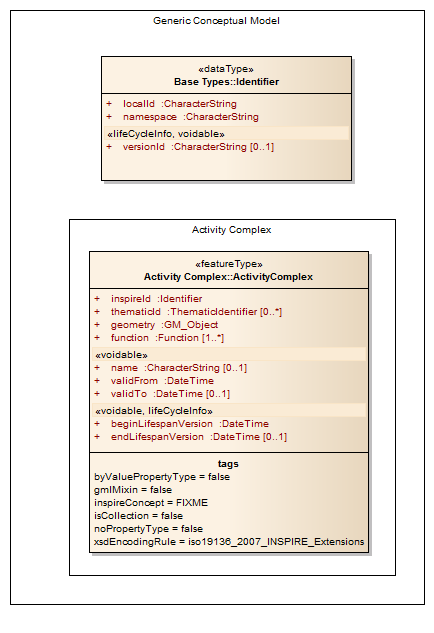 Generic Conceptual Model
«dataType»
Base Types::Identifier
+ localId :CharacterString
+ namespace :CharacterString
«lifeCycleInfo, voidable»
+ versionId :CharacterString [0..1]
Activity Complex
«featureType»
Activity Complex::ActivityComplex
+ inspireId :Identifier
+ thematicId :ThematicIdentifier [0..*]
+ geometry :GM_Object
+ function :Function [1..*]
«voidable»
+ name :CharacterString [0..1]
+ validFrom :DateTime
+ validTo :DateTime [0..1]
«voidable, lifeCycleInfo»
+ beginLifespanVersion :DateTime
+ endLifespanVersion :DateTime [0..1]
tags
byValuePropertyType = false
gmlMixin = false
inspireConcept = FIXME
isCollection = false
noPropertyType = false
xsdEncodingRule = iso19136_2007_INSPIRE_Extensions